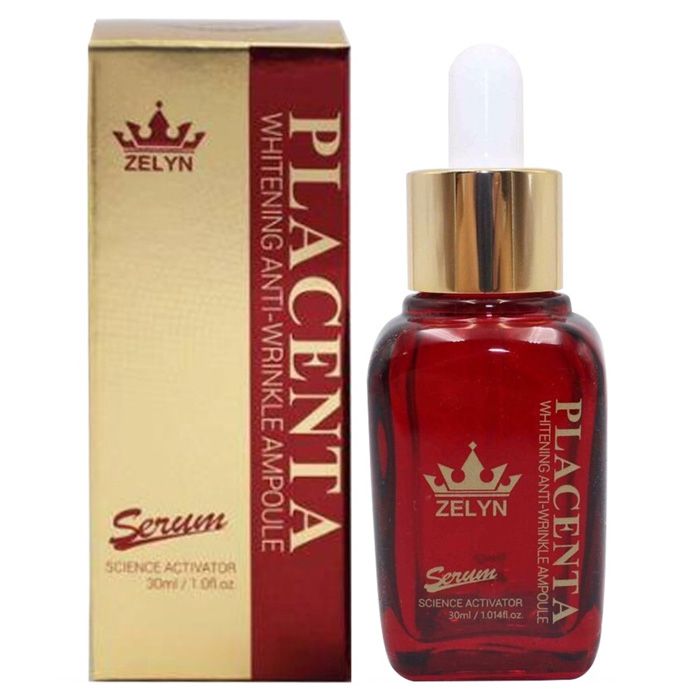 ZELYN
PLACENTA
WHITENING ANTI-WRINKLE AMPOULE
Serum
SCIENCE ACTIVATOR
30ml / 1.0fl.oz.
ZELYN
PLACENTA
WHITENING ANTI-WRINKLE AMPOULE
Serum
SCIENCE ACTIVATOR
30ml / 1.014fl.oz.